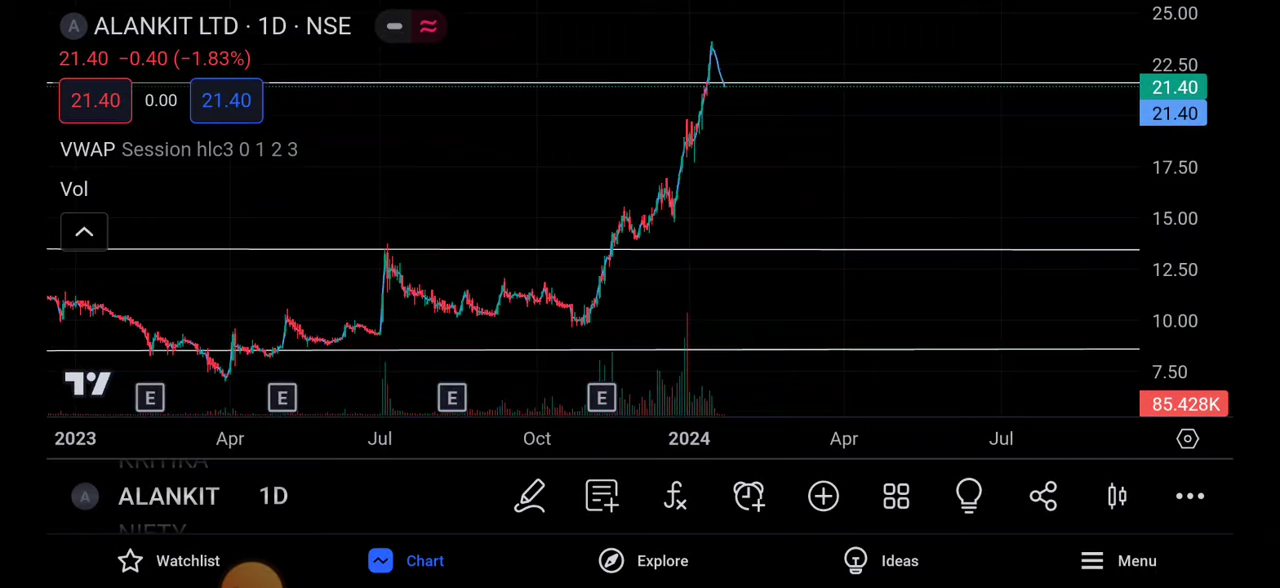 A ALANKIT LTD · 1D · NSE
21.40 −0.40 (−1.83%)
21.40 0.00 21.40
VWAP Session hlc3 0 1 2 3
Vol
25.00
22.50
21.40
21.40
17.50
15.00
12.50
10.00
7.50
85.428K
E E E E
2023 Apr Jul Oct 2024 Apr Jul
KRITIKA
A ALANKIT 1D
NIFTY
Watchlist Chart Explore Ideas Menu